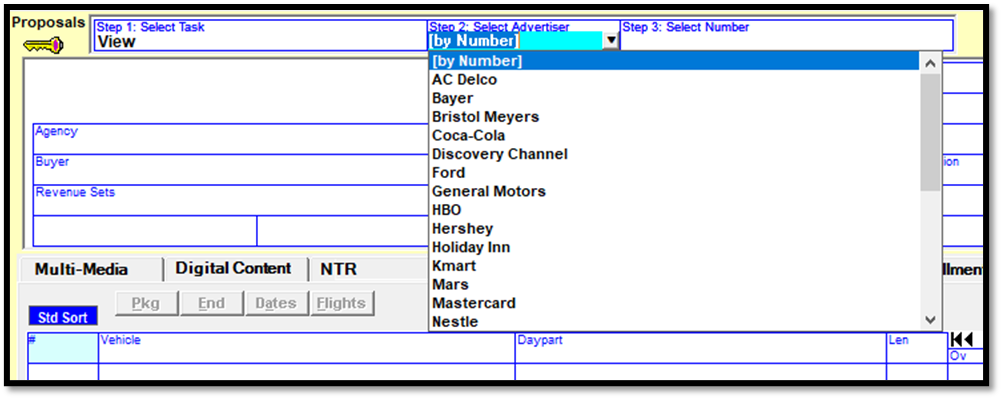 Proposals
Step 1: Select Task
Step 2: Select Advertiser
Step 3: Select Number
View
[by Number]
[by Number]
AC Delco
Bayer
Bristol Meyers
Coca-Cola
Discovery Channel
Ford
General Motors
HBO
Hershey
Holiday Inn
Kmart
Mars
Mastercard
Nestle
Agency
Buyer
ion
Revenue Sets
Multi-Media
Digital Content
NTR
llment
Pkg
End
Dates
Flights
Std Sort
#
Vehicle
Daypart
Len
Ov